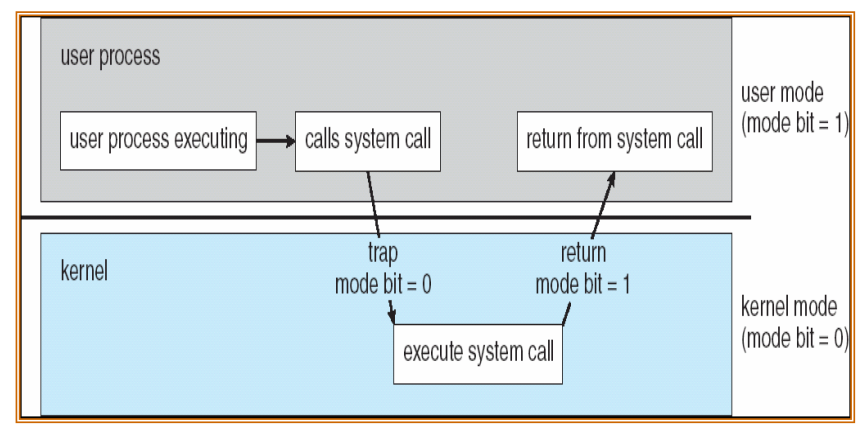 user process
user process executing
calls system call
return from system call
user mode
(mode bit = 1)
kernel
trap
mode bit = 0
return
mode bit = 1
execute system call
kernel mode
(mode bit = 0)